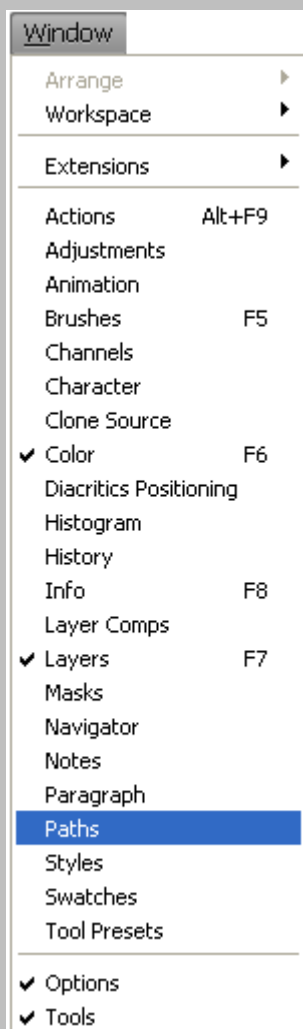 Window
Arrange
Workspace
Extensions
Actions Alt+F9
Adjustments
Animation
Brushes F5
Channels
Character
Clone Source
Color F6
Diacritics Positioning
Histogram
History
Info F8
Layer Comps
Layers F7
Masks
Navigator
Notes
Paragraph
Paths
Styles
Swatches
Tool Presets
Options
Tools